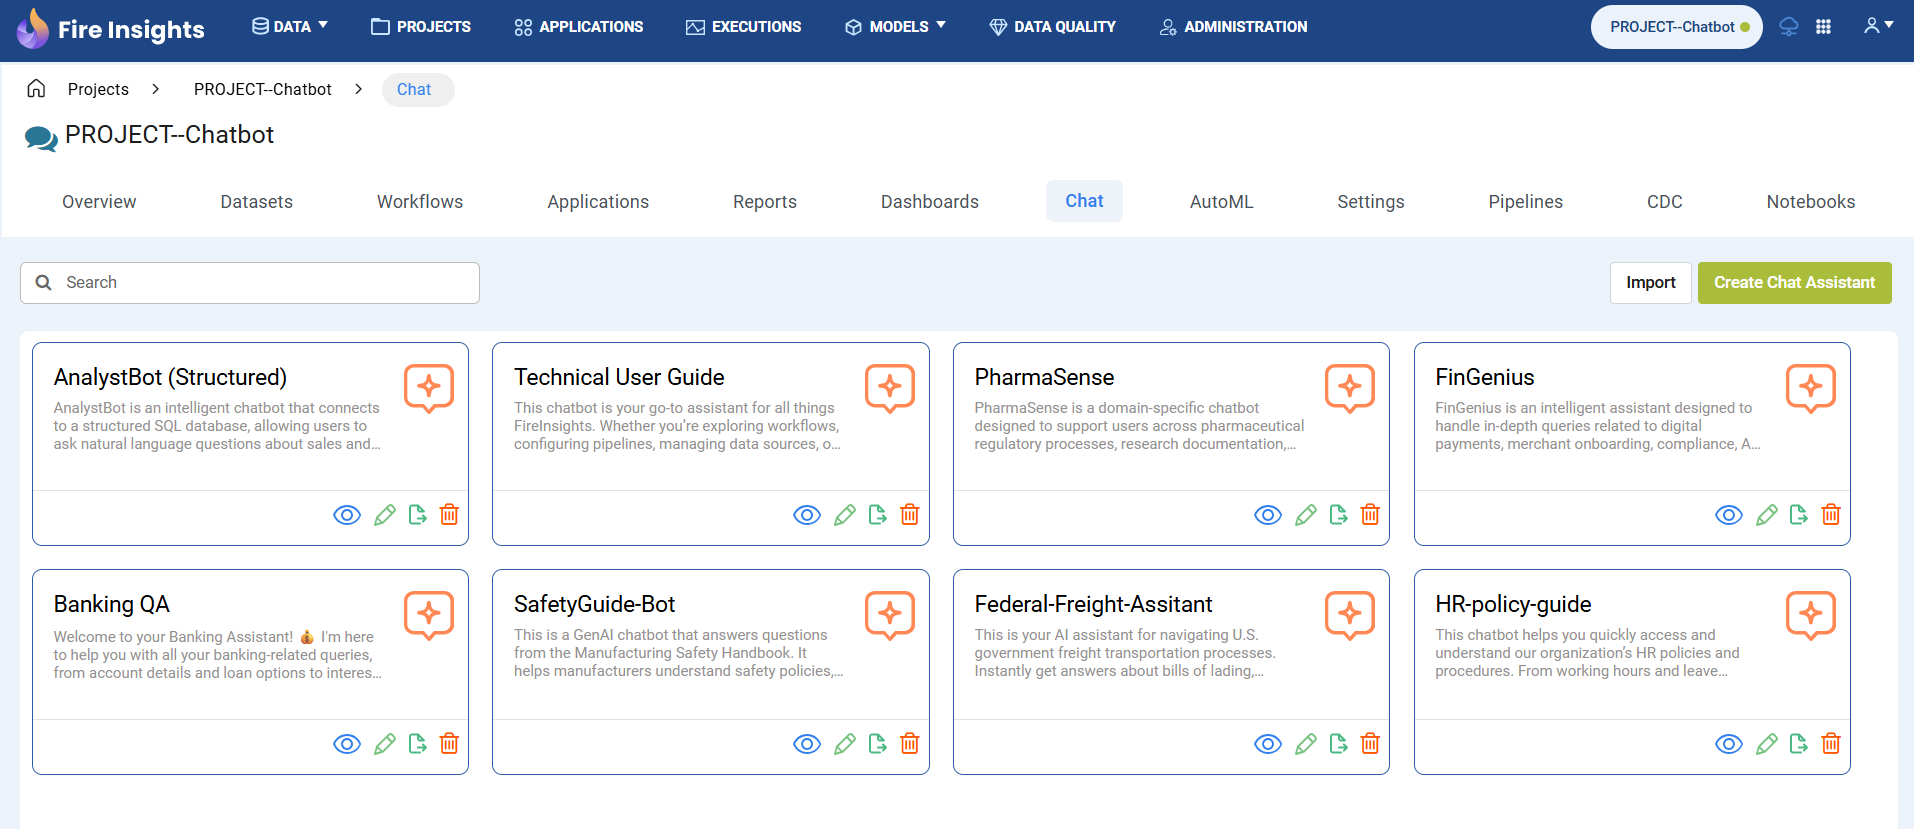 Fire Insights
DATA
PROJECTS
APPLICATIONS
EXECUTIONS
MODELS
DATA QUALITY
ADMINISTRATION
PROJECT--Chatbot
Projects
PROJECT--Chatbot
Chat
PROJECT--Chatbot
Overview
Datasets
Workflows
Applications
Reports
Dashboards
Chat
AutoML
Settings
Pipelines
CDC
Notebooks
Search
Import
Create Chat Assistant
AnalystBot (Structured)
AnalystBot is an intelligent chatbot that connects
to a structured SQL database, allowing users to
ask natural language questions about sales and...
Technical User Guide
This chatbot is your go-to assistant for all things
FireInsights. Whether you’re exploring workflows,
configuring pipelines, managing data sources, o...
PharmaSense
PharmaSense is a domain-specific chatbot
designed to support users across pharmaceutical
regulatory processes, research documentation,...
FinGenius
FinGenius is an intelligent assistant designed to
handle in-depth queries related to digital
payments, merchant onboarding, compliance, A...
Banking QA
Welcome to your Banking Assistant! 💰 I'm here
to help you with all your banking-related queries,
from account details and loan options to interes...
SafetyGuide-Bot
This is a GenAI chatbot that answers questions
from the Manufacturing Safety Handbook. It
helps manufacturers understand safety policies,...
Federal-Freight-Assitant
This is your AI assistant for navigating U.S.
government freight transportation processes.
Instantly get answers about bills of lading,...
HR-policy-guide
This chatbot helps you quickly access and
understand our organization’s HR policies and
procedures. From working hours and leave...